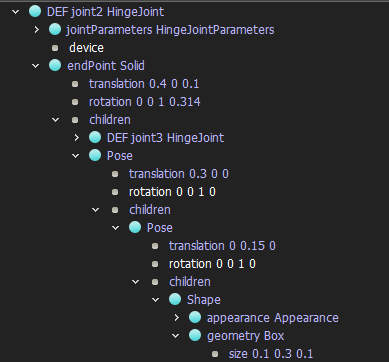 DEF joint2 HingeJoint
jointParameters HingeJointParameters
device
endPoint Solid
translation 0.4 0 0.1
rotation 0 0 1 0.314
children
DEF joint3 HingeJoint
Pose
translation 0.3 0 0
rotation 0 0 1 0
children
Pose
translation 0 0.15 0
rotation 0 0 1 0
children
Shape
appearance Appearance
geometry Box
size 0.1 0.3 0.1